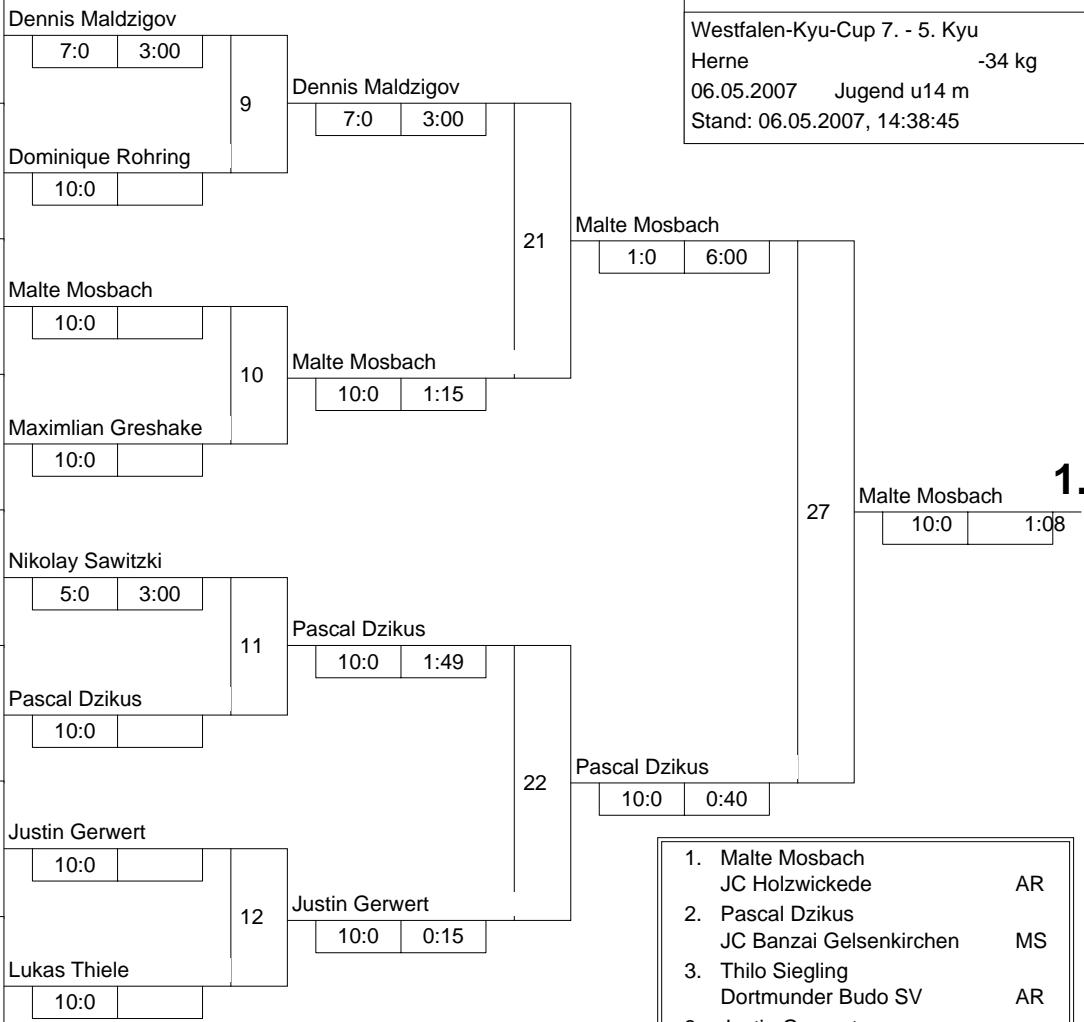 Dennis Maldzigov
7:0 3:00
9
Dominique Rohring
10:0
Malte Mosbach
10:0
10
Maximlian Greshake
10:0
Nikolay Sawitzki
5:0 3:00
11
Pascal Dzikus
10:0
Justin Gerwert
10:0
12
Lukas Thiele
10:0
Dennis Maldzigov
7:0 3:00
21
Malte Mosbach
10:0 1:15
Pascal Dzikus
10:0 1:49
22
Justin Gerwert
10:0 0:15
Malte Mosbach
1:0 6:00
27
Pascal Dzikus
10:0 0:40
Malte Mosbach 1.
10:0 1:08
Westfalen-Kyu-Cup 7. - 5. Kyu
Herne -34 kg
06.05.2007 Jugend u14 m
Stand: 06.05.2007, 14:38:45
1. Malte Mosbach
JC Holzwickede AR
2. Pascal Dzikus
JC Banzai Gelsenkirchen MS
3. Thilo Siegling
Dortmunder Budo SV AR